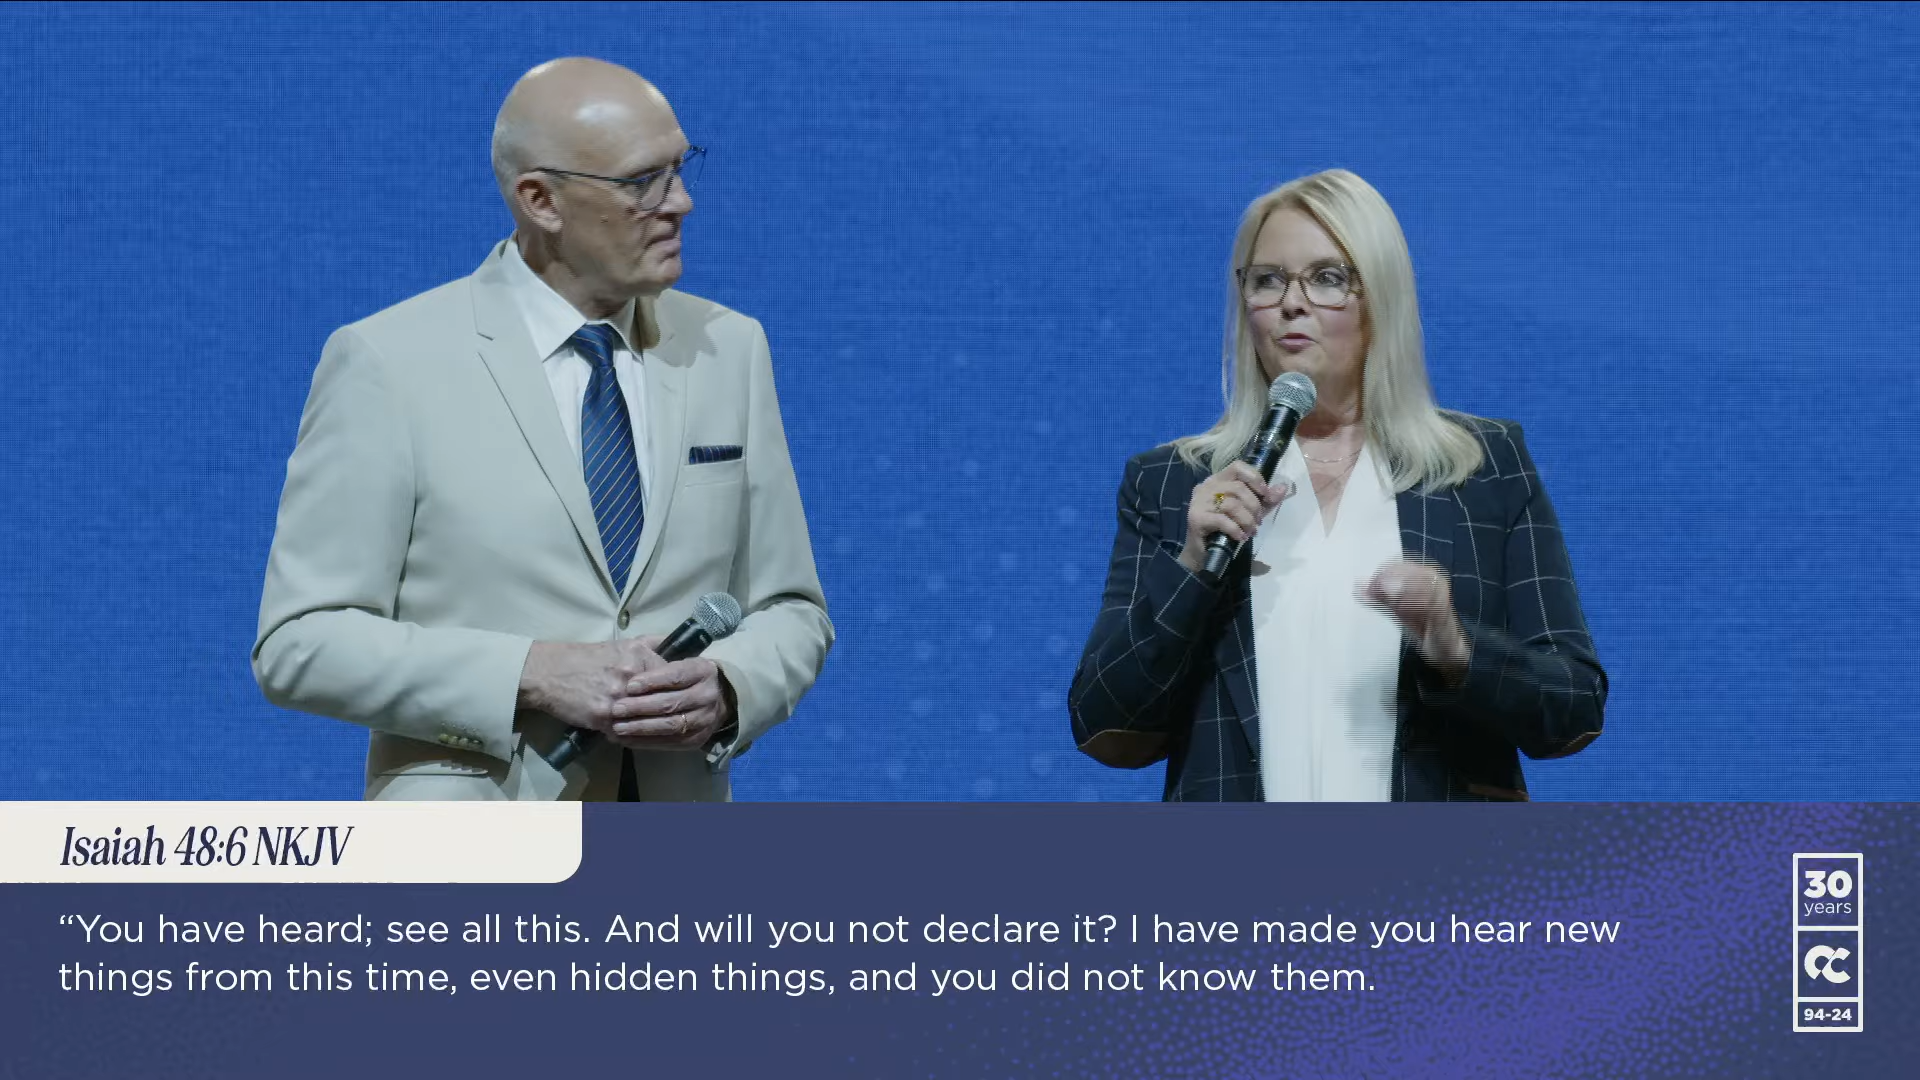 Isaiah 48:6 NKJV
“You have heard; see all this. And will you not declare it? I have made you hear new
things from this time, even hidden things, and you did not know them.
30
years
94-24